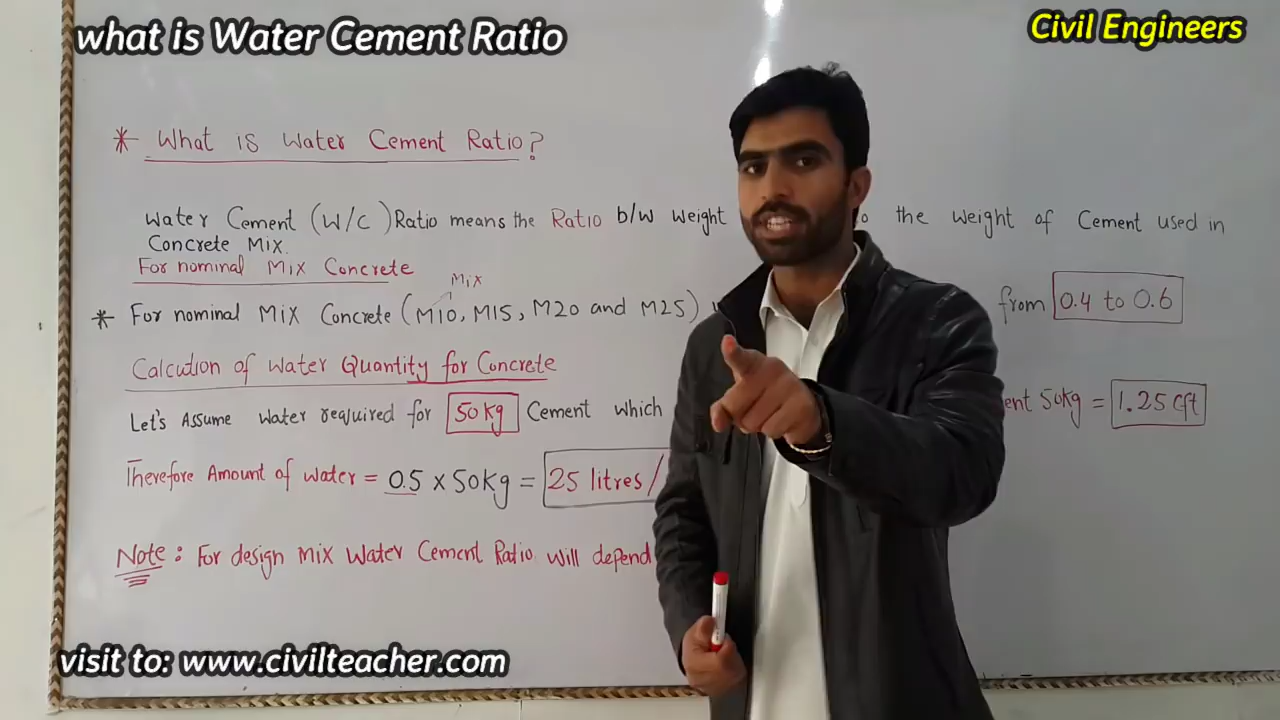 what is Water Cement Ratio
Civil Engineers
* What is Water Cement Ratio?
Water Cement (W/C) Ratio means the Ratio b/w Weight the Weight of Cement used in
Concrete Mix.
For nominal Mix Concrete
Mix
* For nominal Mix Concrete (M10, M15, M20 and M25) from 0.4 to 0.6
Calcution of Water Quantity for Concrete
Let's Assume Water required for 50kg Cement which 50kg = 1.25 cft
Therefore Amount of water = 0.5 x 50kg = 25 litres/
Note: For design mix Water Cement Ratio will depend
visit to: www.civilteacher.com